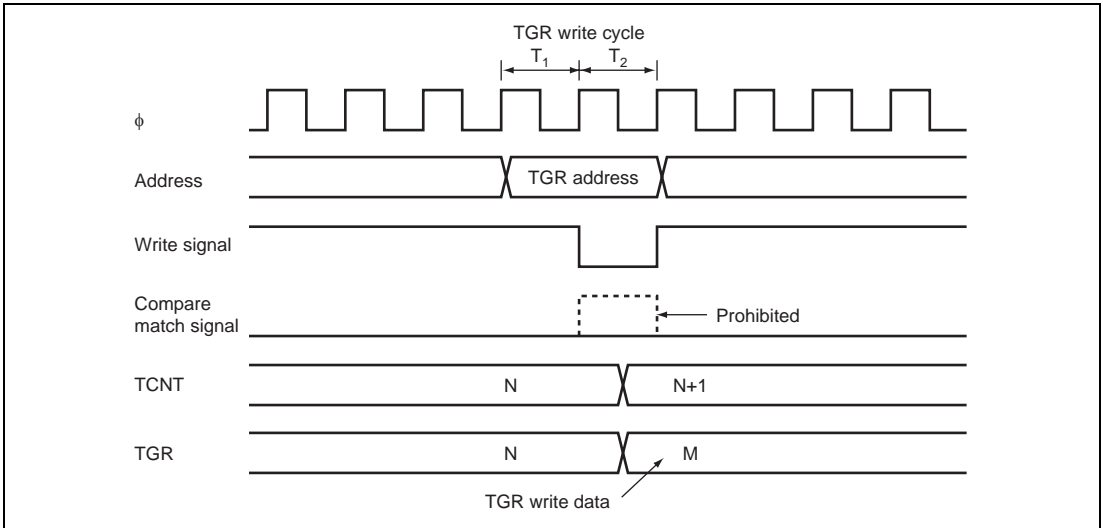 TGR write cycle
T1 T2
φ
Address
TGR address
Write signal
Compare
match signal
Prohibited
TCNT
N
N+1
TGR
N
M
TGR write data